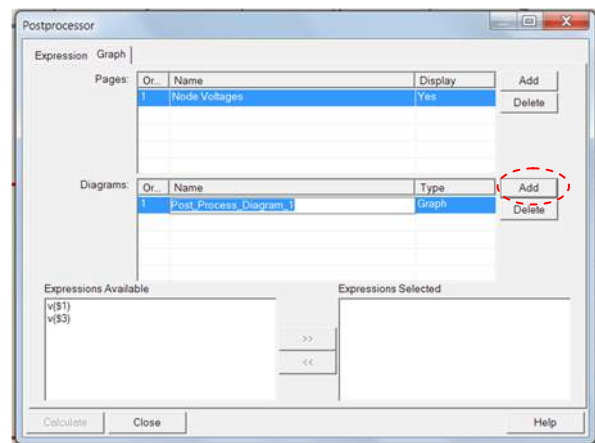 Postprocessor
Expression Graph
Pages: Or... Name Display Add
1 Node Voltages Yes Delete
Diagrams: Or... Name Type Add
1 Post_Process_Diagram_1 Graph Delete
Expressions Available Expressions Selected
v($1)
v($3)
>>
<<
Calculate Close Help